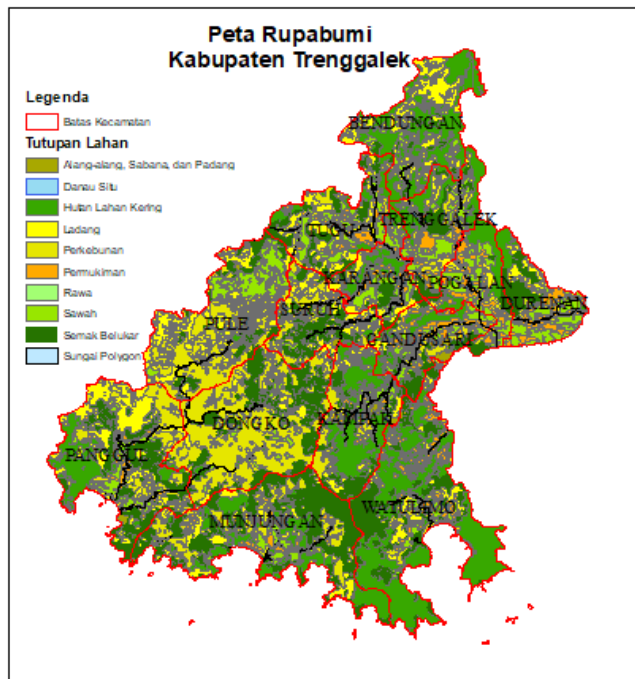 Peta Rupabumi
Kabupaten Trenggalek
Legenda
Batas Kecamatan
Tutupan Lahan
Alang-alang, Sabana, dan Padang
Danau Situ
Hutan Lahan Kering
Ladang
Perkebunan
Permukiman
Rawa
Sawah
Semak Belukar
Sungai Polygon
BENDUNGAN
TRENGGALEK
TUGU
KARANGAN
POGALAN
DURENAN
SURUH
PULE
GANDUSARI
DONGKO
KAMPAK
PANGGUL
MUNJUNGAN
WATULIMO